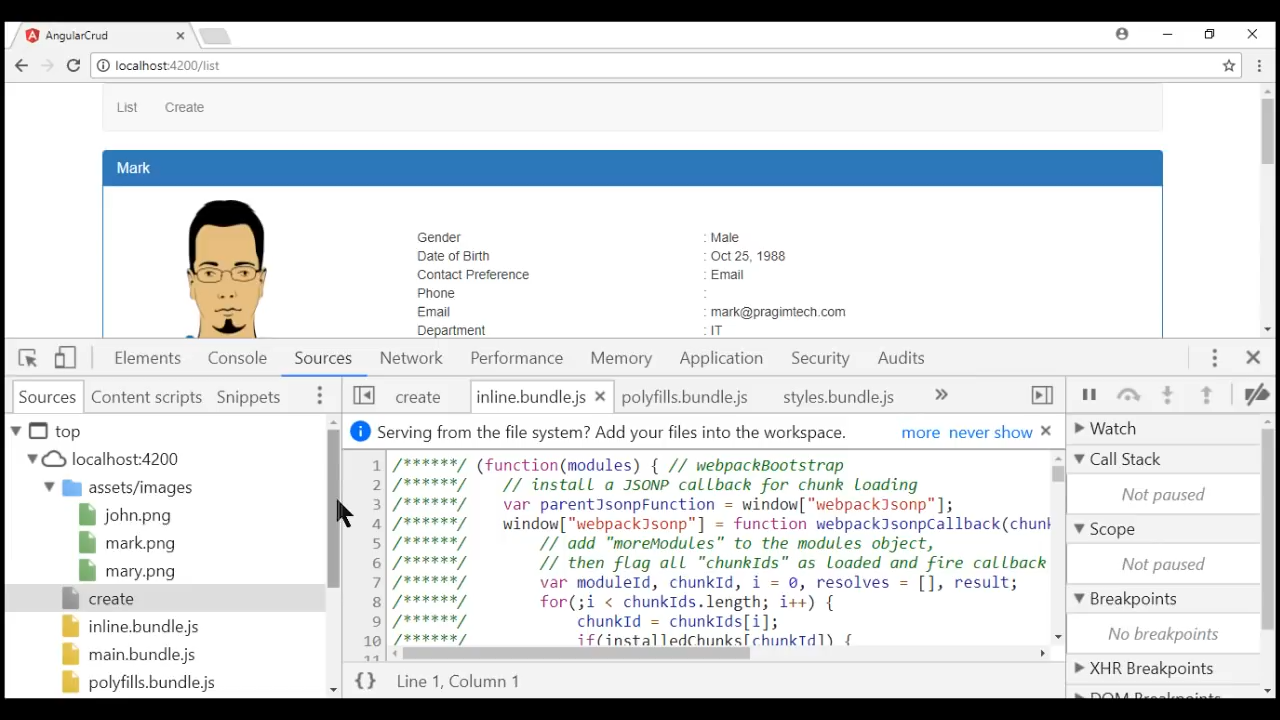 AngularCrud
localhost:4200/list
List Create
Mark
Gender : Male
Date of Birth : Oct 25, 1988
Contact Preference : Email
Phone :
Email : mark@pragimtech.com
Department : IT
Elements Console Sources Network Performance Memory Application Security Audits
Sources Content scripts Snippets
create inline.bundle.js polyfills.bundle.js styles.bundle.js
top
localhost:4200
assets/images
john.png
mark.png
mary.png
create
inline.bundle.js
main.bundle.js
polyfills.bundle.js
Serving from the file system? Add your files into the workspace. more never show
1 /******/ (function(modules) { // webpackBootstrap
2 /******/ // install a JSONP callback for chunk loading
3 /******/ var parentJsonpFunction = window["webpackJsonp"];
4 /******/ window["webpackJsonp"] = function webpackJsonpCallback(chunk
5 /******/ // add "moreModules" to the modules object,
6 /******/ // then flag all "chunkIds" as loaded and fire callback
7 /******/ var moduleId, chunkId, i = 0, resolves = [], result;
8 /******/ for(;i < chunkIds.length; i++) {
9 /******/ chunkId = chunkIds[i];
10 /******/ if(installedChunks[chunkId]) {
11
{} Line 1, Column 1
Watch
Call Stack
Not paused
Scope
Not paused
Breakpoints
No breakpoints
XHR Breakpoints
DOM Breakpoints